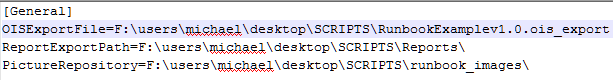 [General]
OISExportFile=F:\users\michael\desktop\SCRIPTS\RunbookExamplev1.0.ois_export
ReportExportPath=F:\users\michael\desktop\SCRIPTS\Reports\
PictureRepository=F:\users\michael\desktop\SCRIPTS\runbook_images\